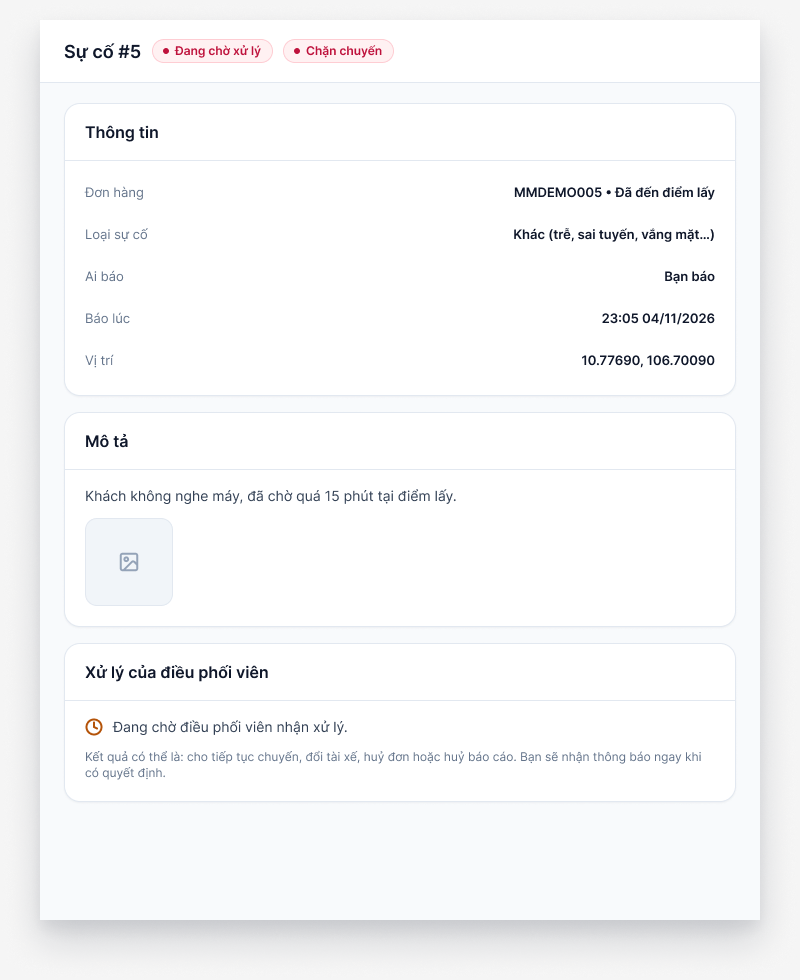 Sự cố #5
Đang chờ xử lý
Chặn chuyến
Thông tin
Đơn hàng
MMDEMO005 • Đã đến điểm lấy
Loại sự cố
Khác (trễ, sai tuyến, vắng mặt…)
Ai báo
Bạn báo
Báo lúc
23:05 04/11/2026
Vị trí
10.77690, 106.70090
Mô tả
Khách không nghe máy, đã chờ quá 15 phút tại điểm lấy.
Xử lý của điều phối viên
Đang chờ điều phối viên nhận xử lý.
Kết quả có thể là: cho tiếp tục chuyến, đổi tài xế, huỷ đơn hoặc huỷ báo cáo. Bạn sẽ nhận thông báo ngay khi
có quyết định.